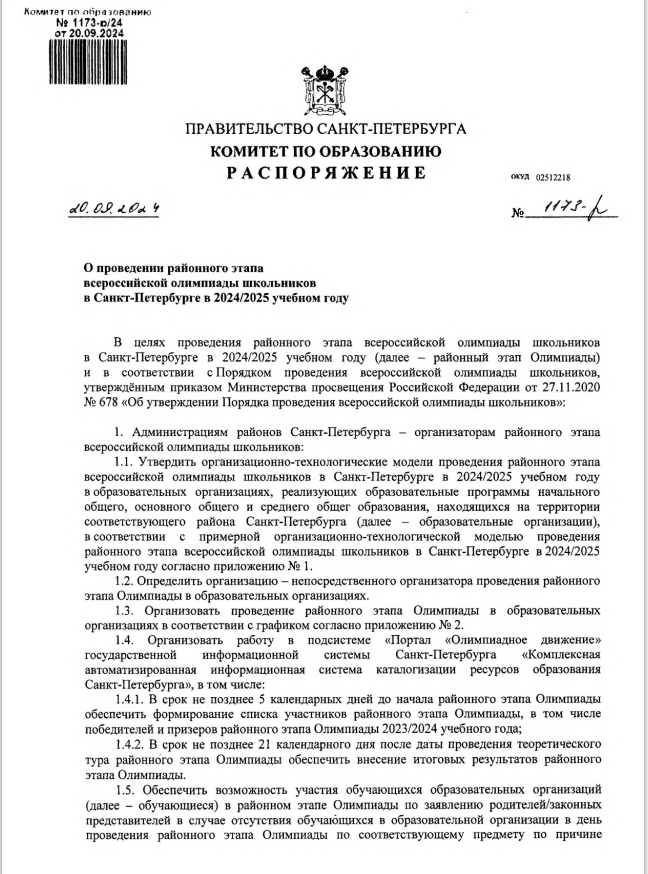 Комитет по образованию
№ 1173-р/24
от 20.09.2024
ПРАВИТЕЛЬСТВО САНКТ-ПЕТЕРБУРГА
КОМИТЕТ ПО ОБРАЗОВАНИЮ
РАСПОРЯЖЕНИЕ
ОКУД 02512218
20.09.2024
№ 1173-р
О проведении районного этапа
всероссийской олимпиады школьников
в Санкт-Петербурге в 2024/2025 учебном году
В целях проведения районного этапа всероссийской олимпиады школьников
в Санкт-Петербурге в 2024/2025 учебном году (далее – районный этап Олимпиады)
и в соответствии с Порядком проведения всероссийской олимпиады школьников,
утверждённым приказом Министерства просвещения Российской Федерации от 27.11.2020
№ 678 «Об утверждении Порядка проведения всероссийской олимпиады школьников»:
1. Администрациям районов Санкт-Петербурга – организаторам районного этапа
всероссийской олимпиады школьников:
1.1. Утвердить организационно-технологические модели проведения районного этапа
всероссийской олимпиады школьников в Санкт-Петербурге в 2024/2025 учебном году
в образовательных организациях, реализующих образовательные программы начального
общего, основного общего и среднего общег образования, находящихся на территории
соответствующего района Санкт-Петербурга (далее – образовательные организации),
в соответствии с примерной организационно-технологической моделью проведения
районного этапа всероссийской олимпиады школьников в Санкт-Петербурге в 2024/2025
учебном году согласно приложению № 1.
1.2. Определить организацию – непосредственного организатора проведения районного
этапа Олимпиады в образовательных организациях.
1.3. Организовать проведение районного этапа Олимпиады в образовательных
организациях в соответствии с графиком согласно приложению № 2.
1.4. Организовать работу в подсистеме «Портал «Олимпиадное движение»
государственной информационной системы Санкт-Петербурга «Комплексная
автоматизированная информационная система каталогизации ресурсов образования
Санкт-Петербурга», в том числе:
1.4.1. В срок не позднее 5 календарных дней до начала районного этапа Олимпиады
обеспечить формирование списка участников районного этапа Олимпиады, в том числе
победителей и призеров районного этапа Олимпиады 2023/2024 учебного года;
1.4.2. В срок не позднее 21 календарного дня после даты проведения теоретического
тура районного этапа Олимпиады обеспечить внесение итоговых результатов районного
этапа Олимпиады.
1.5. Обеспечить возможность участия обучающихся образовательных организаций
(далее – обучающиеся) в районном этапе Олимпиады по заявлению родителей/законных
представителей в случае отсутствия обучающихся в образовательной организации в день
проведения районного этапа Олимпиады по соответствующему предмету по причине